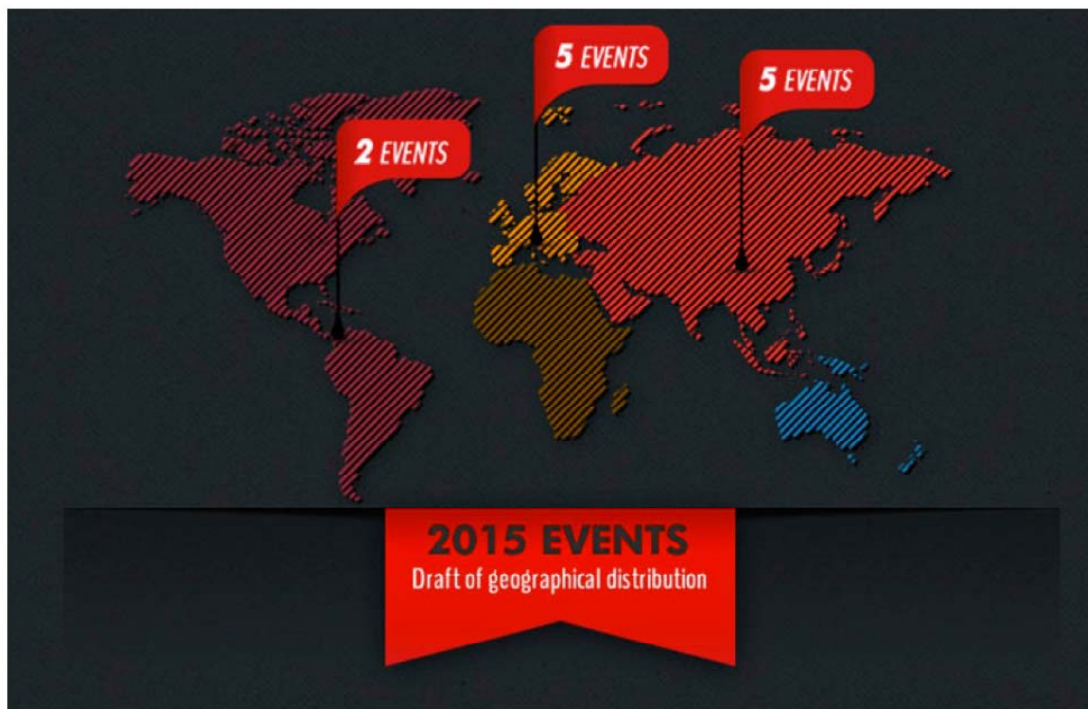 5 EVENTS
5 EVENTS
2 EVENTS
2015 EVENTS
Draft of geographical distribution